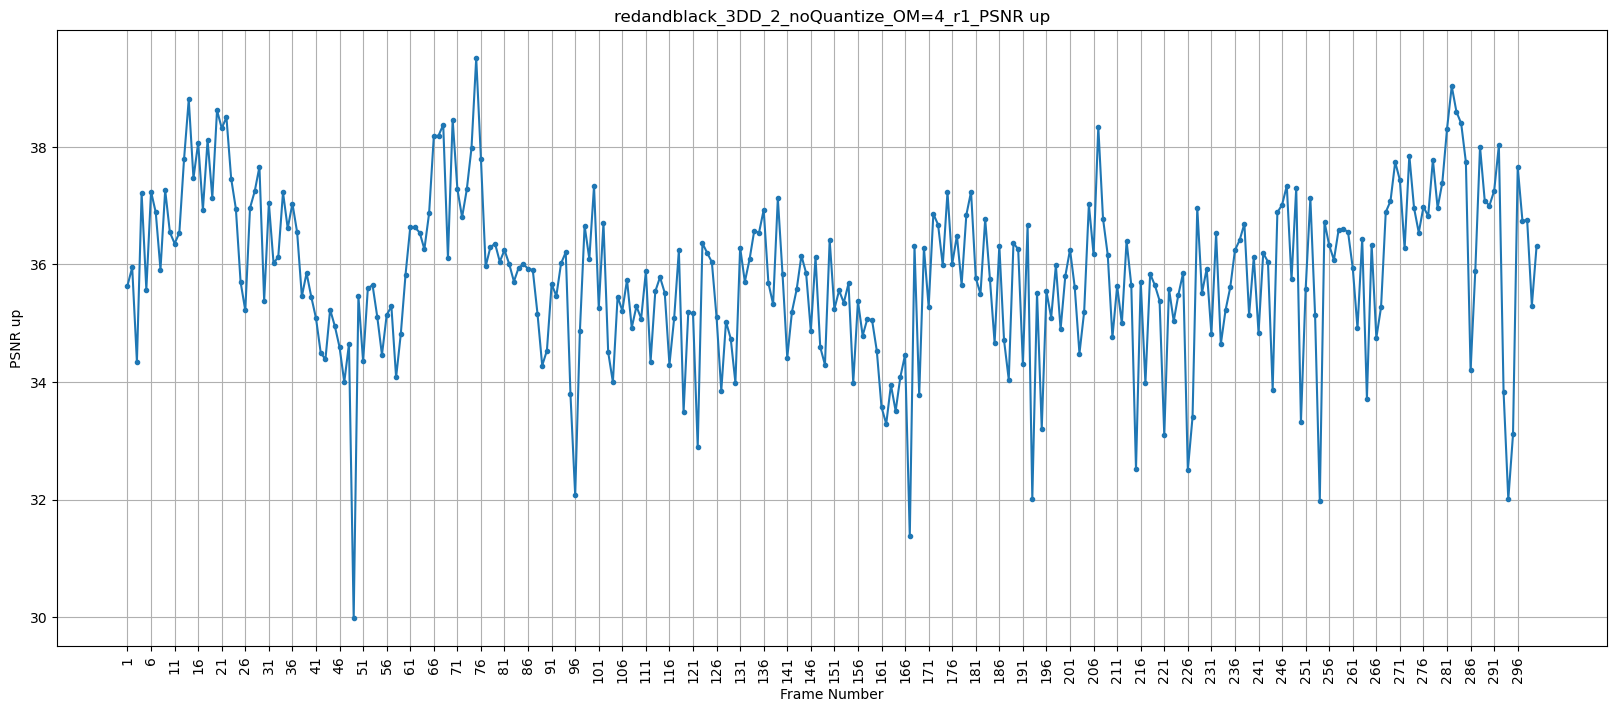 redandblack_3DD_2_noQuantize_OM=4_r1_PSNR up
PSNR up
38
36
34
32
30
1 6 11 16 21 26 31 36 41 46 51 56 61 66 71 76 81 86 91 96 101 106 111 116 121 126 131 136 141 146 151 156 161 166 171 176 181 186 191 196 201 206 211 216 221 226 231 236 241 246 251 256 261 266 271 276 281 286 291 296
Frame Number